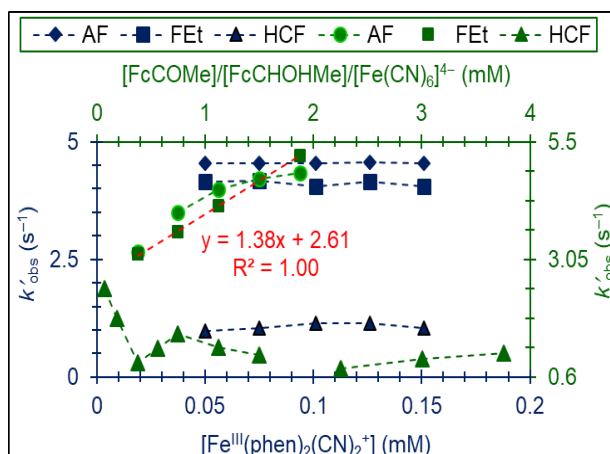 AF FEt HCF AF FEt HCF
[FcCOMe]/[FcCHOHMe]/[Fe(CN)₆]⁴⁻ (mM)
0 1 2 3 4
5 5.5
k′obs (s⁻¹)
2.5 3.05
k′obs (s⁻¹)
y = 1.38x + 2.61
R² = 1.00
0 0.6
0 0.05 0.1 0.15 0.2
[Feᴵᴵᴵ(phen)₂(CN)₂⁺] (mM)